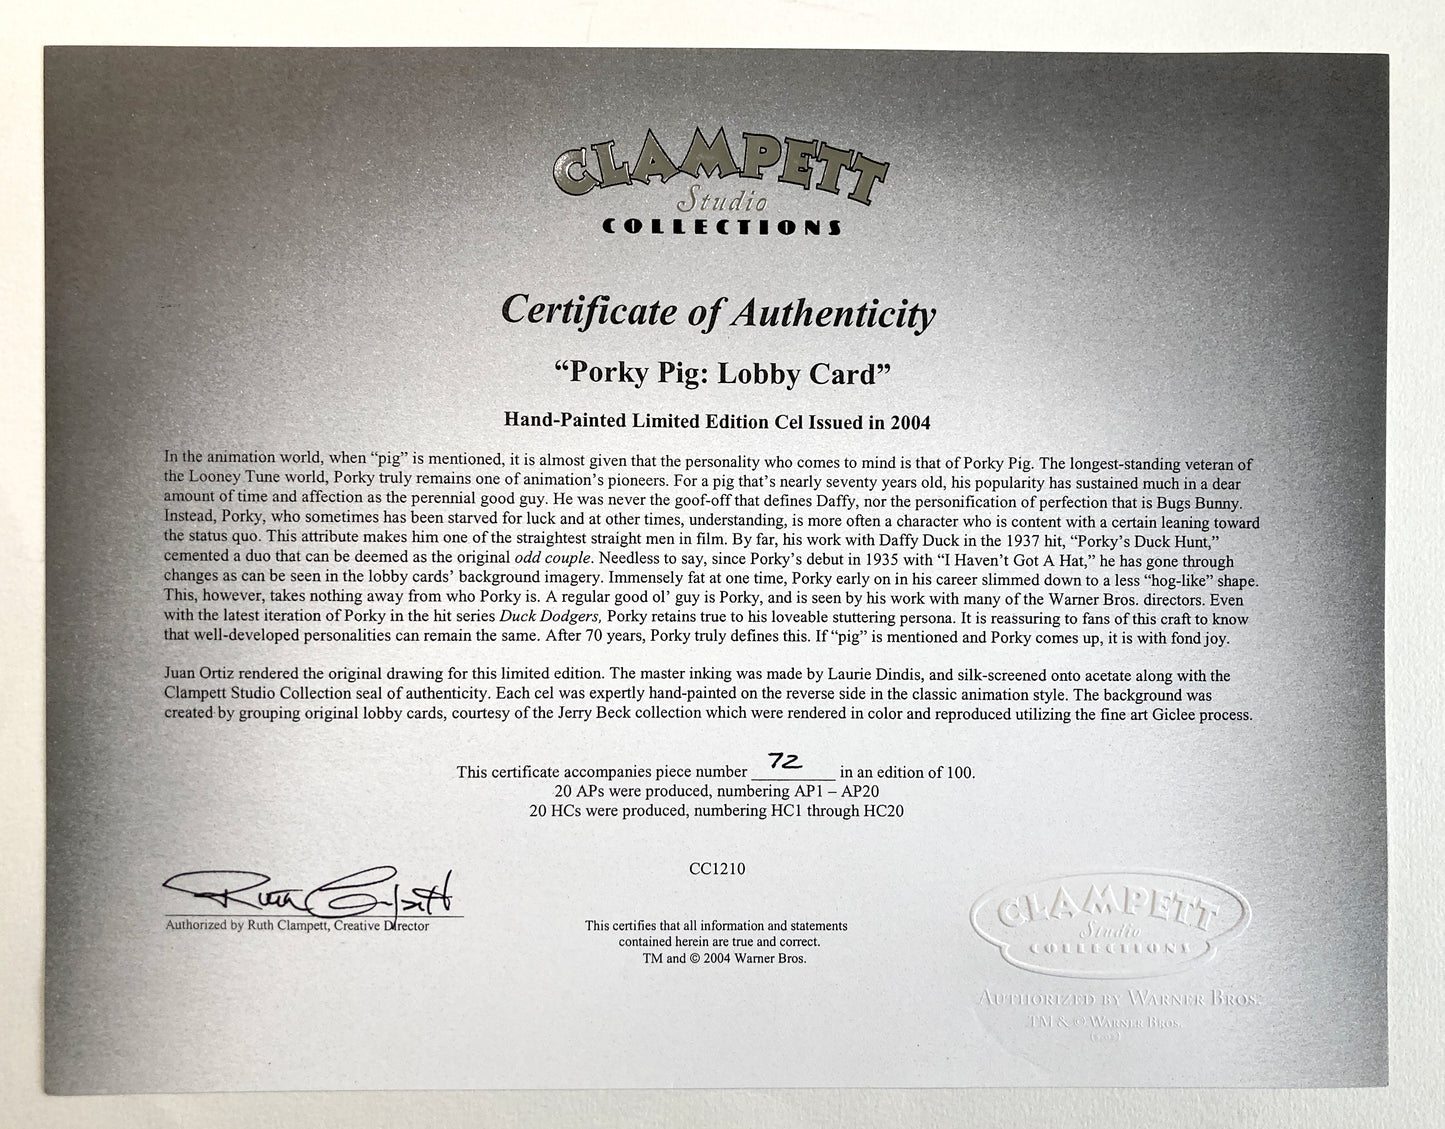 CLAMPETT
Studio
COLLECTIONS
Certificate of Authenticity
“Porky Pig: Lobby Card”
Hand-Painted Limited Edition Cel Issued in 2004
In the animation world, when “pig” is mentioned, it is almost given that the personality who comes to mind is that of Porky Pig. The longest-standing veteran of
the Looney Tune world, Porky truly remains one of animation’s pioneers. For a pig that’s nearly seventy years old, his popularity has sustained much in a dear
amount of time and affection as the perennial good guy. He was never the goof-off that defines Daffy, nor the personification of perfection that is Bugs Bunny.
Instead, Porky, who sometimes has been starved for luck and at other times, understanding, is more often a character who is content with a certain leaning toward
the status quo. This attribute makes him one of the straightest straight men in film. By far, his work with Daffy Duck in the 1937 hit, “Porky’s Duck Hunt,”
cemented a duo that can be deemed as the original odd couple. Needless to say, since Porky’s debut in 1935 with “I Haven’t Got A Hat,” he has gone through
changes as can be seen in the lobby cards’ background imagery. Immensely fat at one time, Porky early on in his career slimmed down to a less “hog-like” shape.
This, however, takes nothing away from who Porky is. A regular good ol’ guy is Porky, and is seen by his work with many of the Warner Bros. directors. Even
with the latest iteration of Porky in the hit series Duck Dodgers, Porky retains true to his loveable stuttering persona. It is reassuring to fans of this craft to know
that well-developed personalities can remain the same. After 70 years, Porky truly defines this. If “pig” is mentioned and Porky comes up, it is with fond joy.
Juan Ortiz rendered the original drawing for this limited edition. The master inking was made by Laurie Dindis, and silk-screened onto acetate along with the
Clampett Studio Collection seal of authenticity. Each cel was expertly hand-painted on the reverse side in the classic animation style. The background was
created by grouping original lobby cards, courtesy of the Jerry Beck collection which were rendered in color and reproduced utilizing the fine art Giclee process.
This certificate accompanies piece number 72 in an edition of 100.
20 APs were produced, numbering AP1 – AP20
20 HCs were produced, numbering HC1 through HC20
CC1210
Ruth Clampett
Authorized by Ruth Clampett, Creative Director
This certifies that all information and statements
contained herein are true and correct.
TM and © 2004 Warner Bros.
CLAMPETT
Studio
COLLECTIONS
AUTHORIZED BY WARNER BROS.
TM & © WARNER BROS.